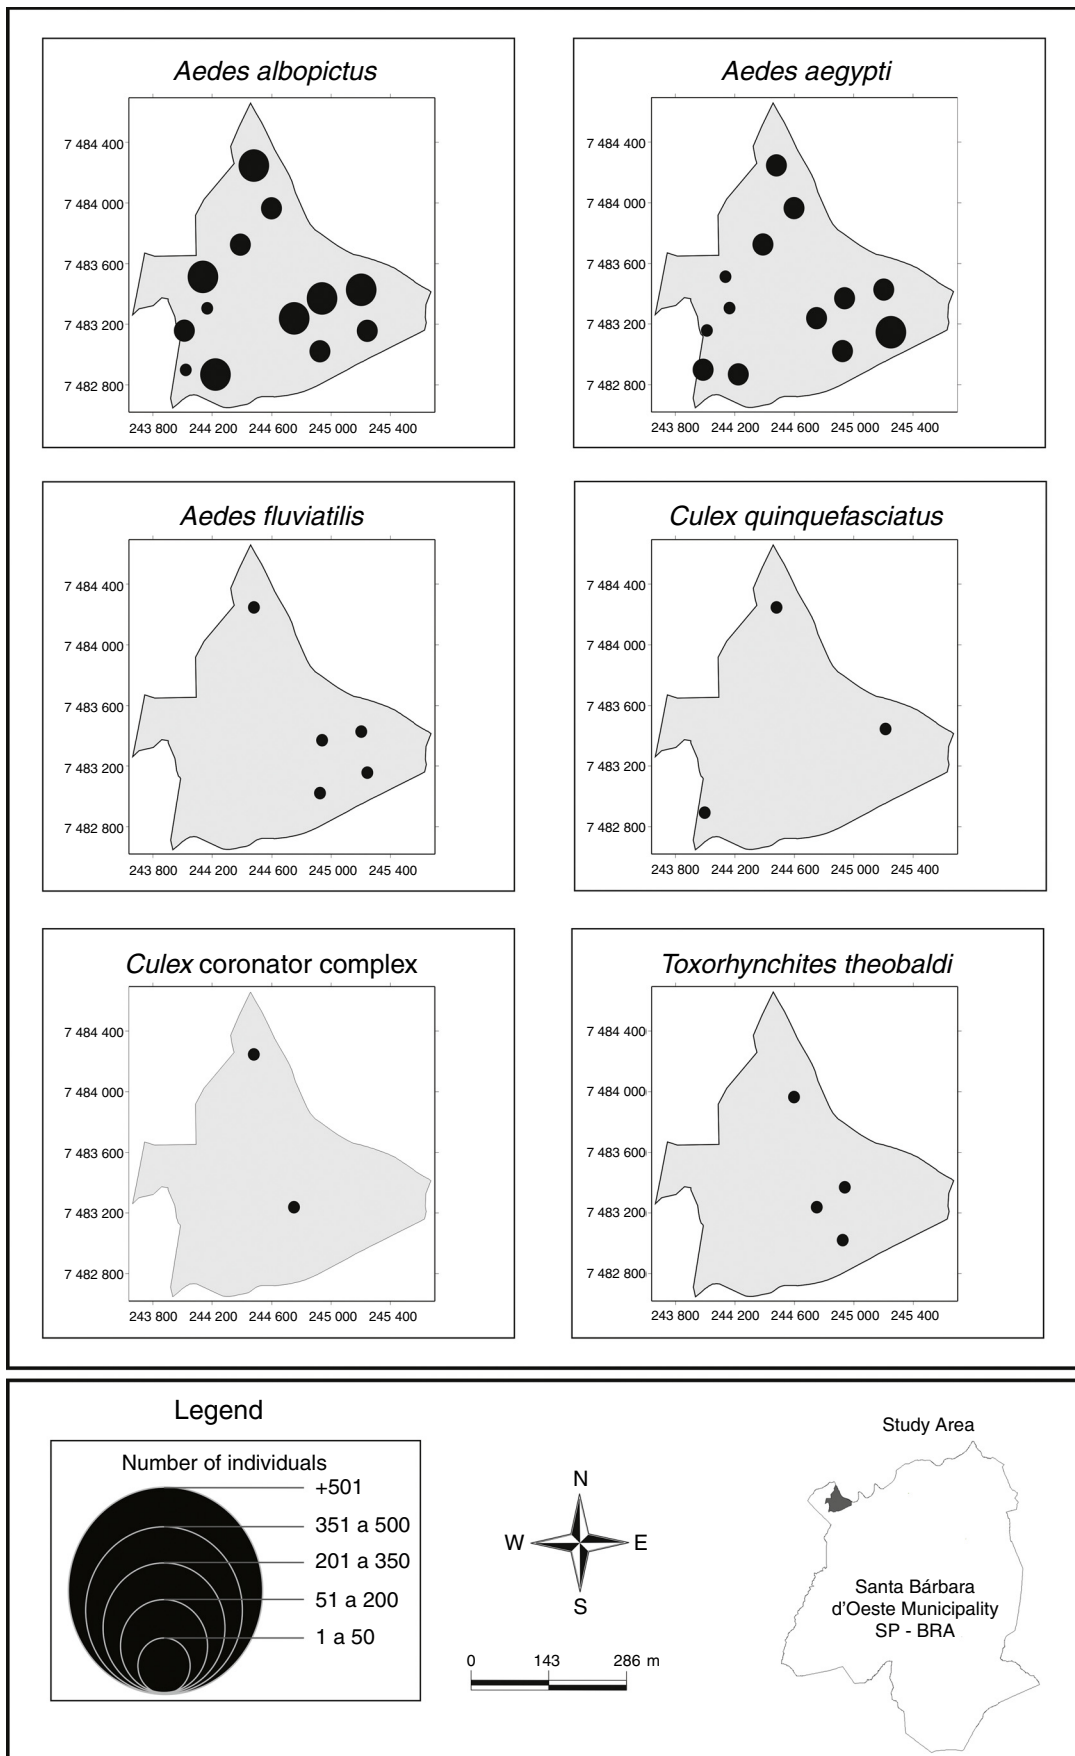 Aedes albopictus
7 484 400
7 484 000
7 483 600
7 483 200
7 482 800
243 800 244 200 244 600 245 000 245 400
Aedes aegypti
7 484 400
7 484 000
7 483 600
7 483 200
7 482 800
243 800 244 200 244 600 245 000 245 400
Aedes fluviatilis
7 484 400
7 484 000
7 483 600
7 483 200
7 482 800
243 800 244 200 244 600 245 000 245 400
Culex quinquefasciatus
7 484 400
7 484 000
7 483 600
7 483 200
7 482 800
243 800 244 200 244 600 245 000 245 400
Culex coronator complex
7 484 400
7 484 000
7 483 600
7 483 200
7 482 800
243 800 244 200 244 600 245 000 245 400
Toxorhynchites theobaldi
7 484 400
7 484 000
7 483 600
7 483 200
7 482 800
243 800 244 200 244 600 245 000 245 400
Legend
Number of individuals
+501
351 a 500
201 a 350
51 a 200
1 a 50
N
W E
S
0 143 286 m
Study Area
Santa Bárbara
d'Oeste Municipality
SP - BRA